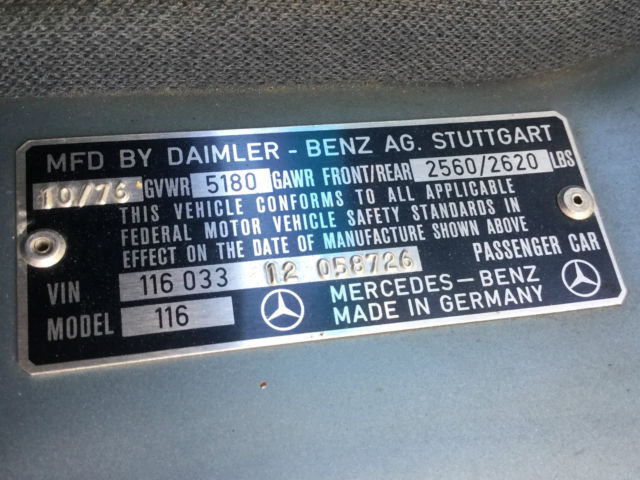 MFD BY DAIMLER - BENZ AG. STUTTGART
10/76 GVWR 5180 GAWR FRONT/REAR 2560/2620 LBS
THIS VEHICLE CONFORMS TO ALL APPLICABLE
FEDERAL MOTOR VEHICLE SAFETY STANDARDS IN
EFFECT ON THE DATE OF MANUFACTURE SHOWN ABOVE
PASSENGER CAR
VIN 116 033 12 058726
MODEL 116
MERCEDES-BENZ
MADE IN GERMANY